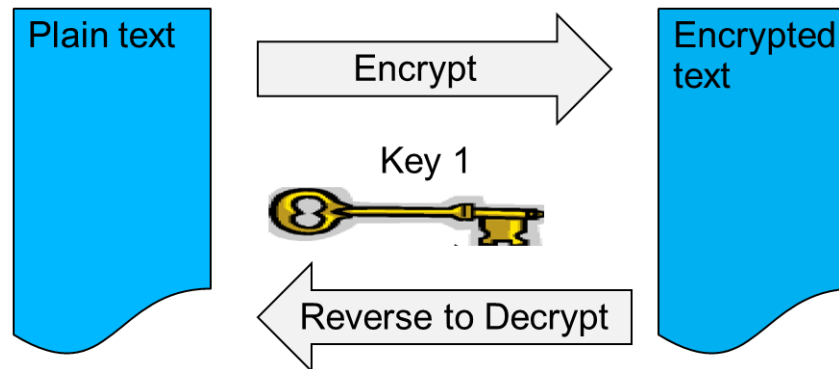 Plain text
Encrypt
Encrypted
text
Key 1
Reverse to Decrypt